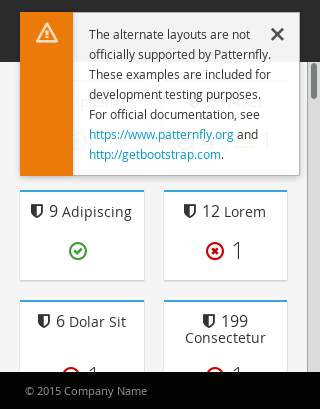 The alternate layouts are not
officially supported by Patternfly.
These examples are included for
development testing purposes.
For official documentation, see
https://www.patternfly.org and
http://getbootstrap.com.
9 Adipiscing
12 Lorem
1
6 Dolar Sit
199
Consectetur
1
1
© 2015 Company Name